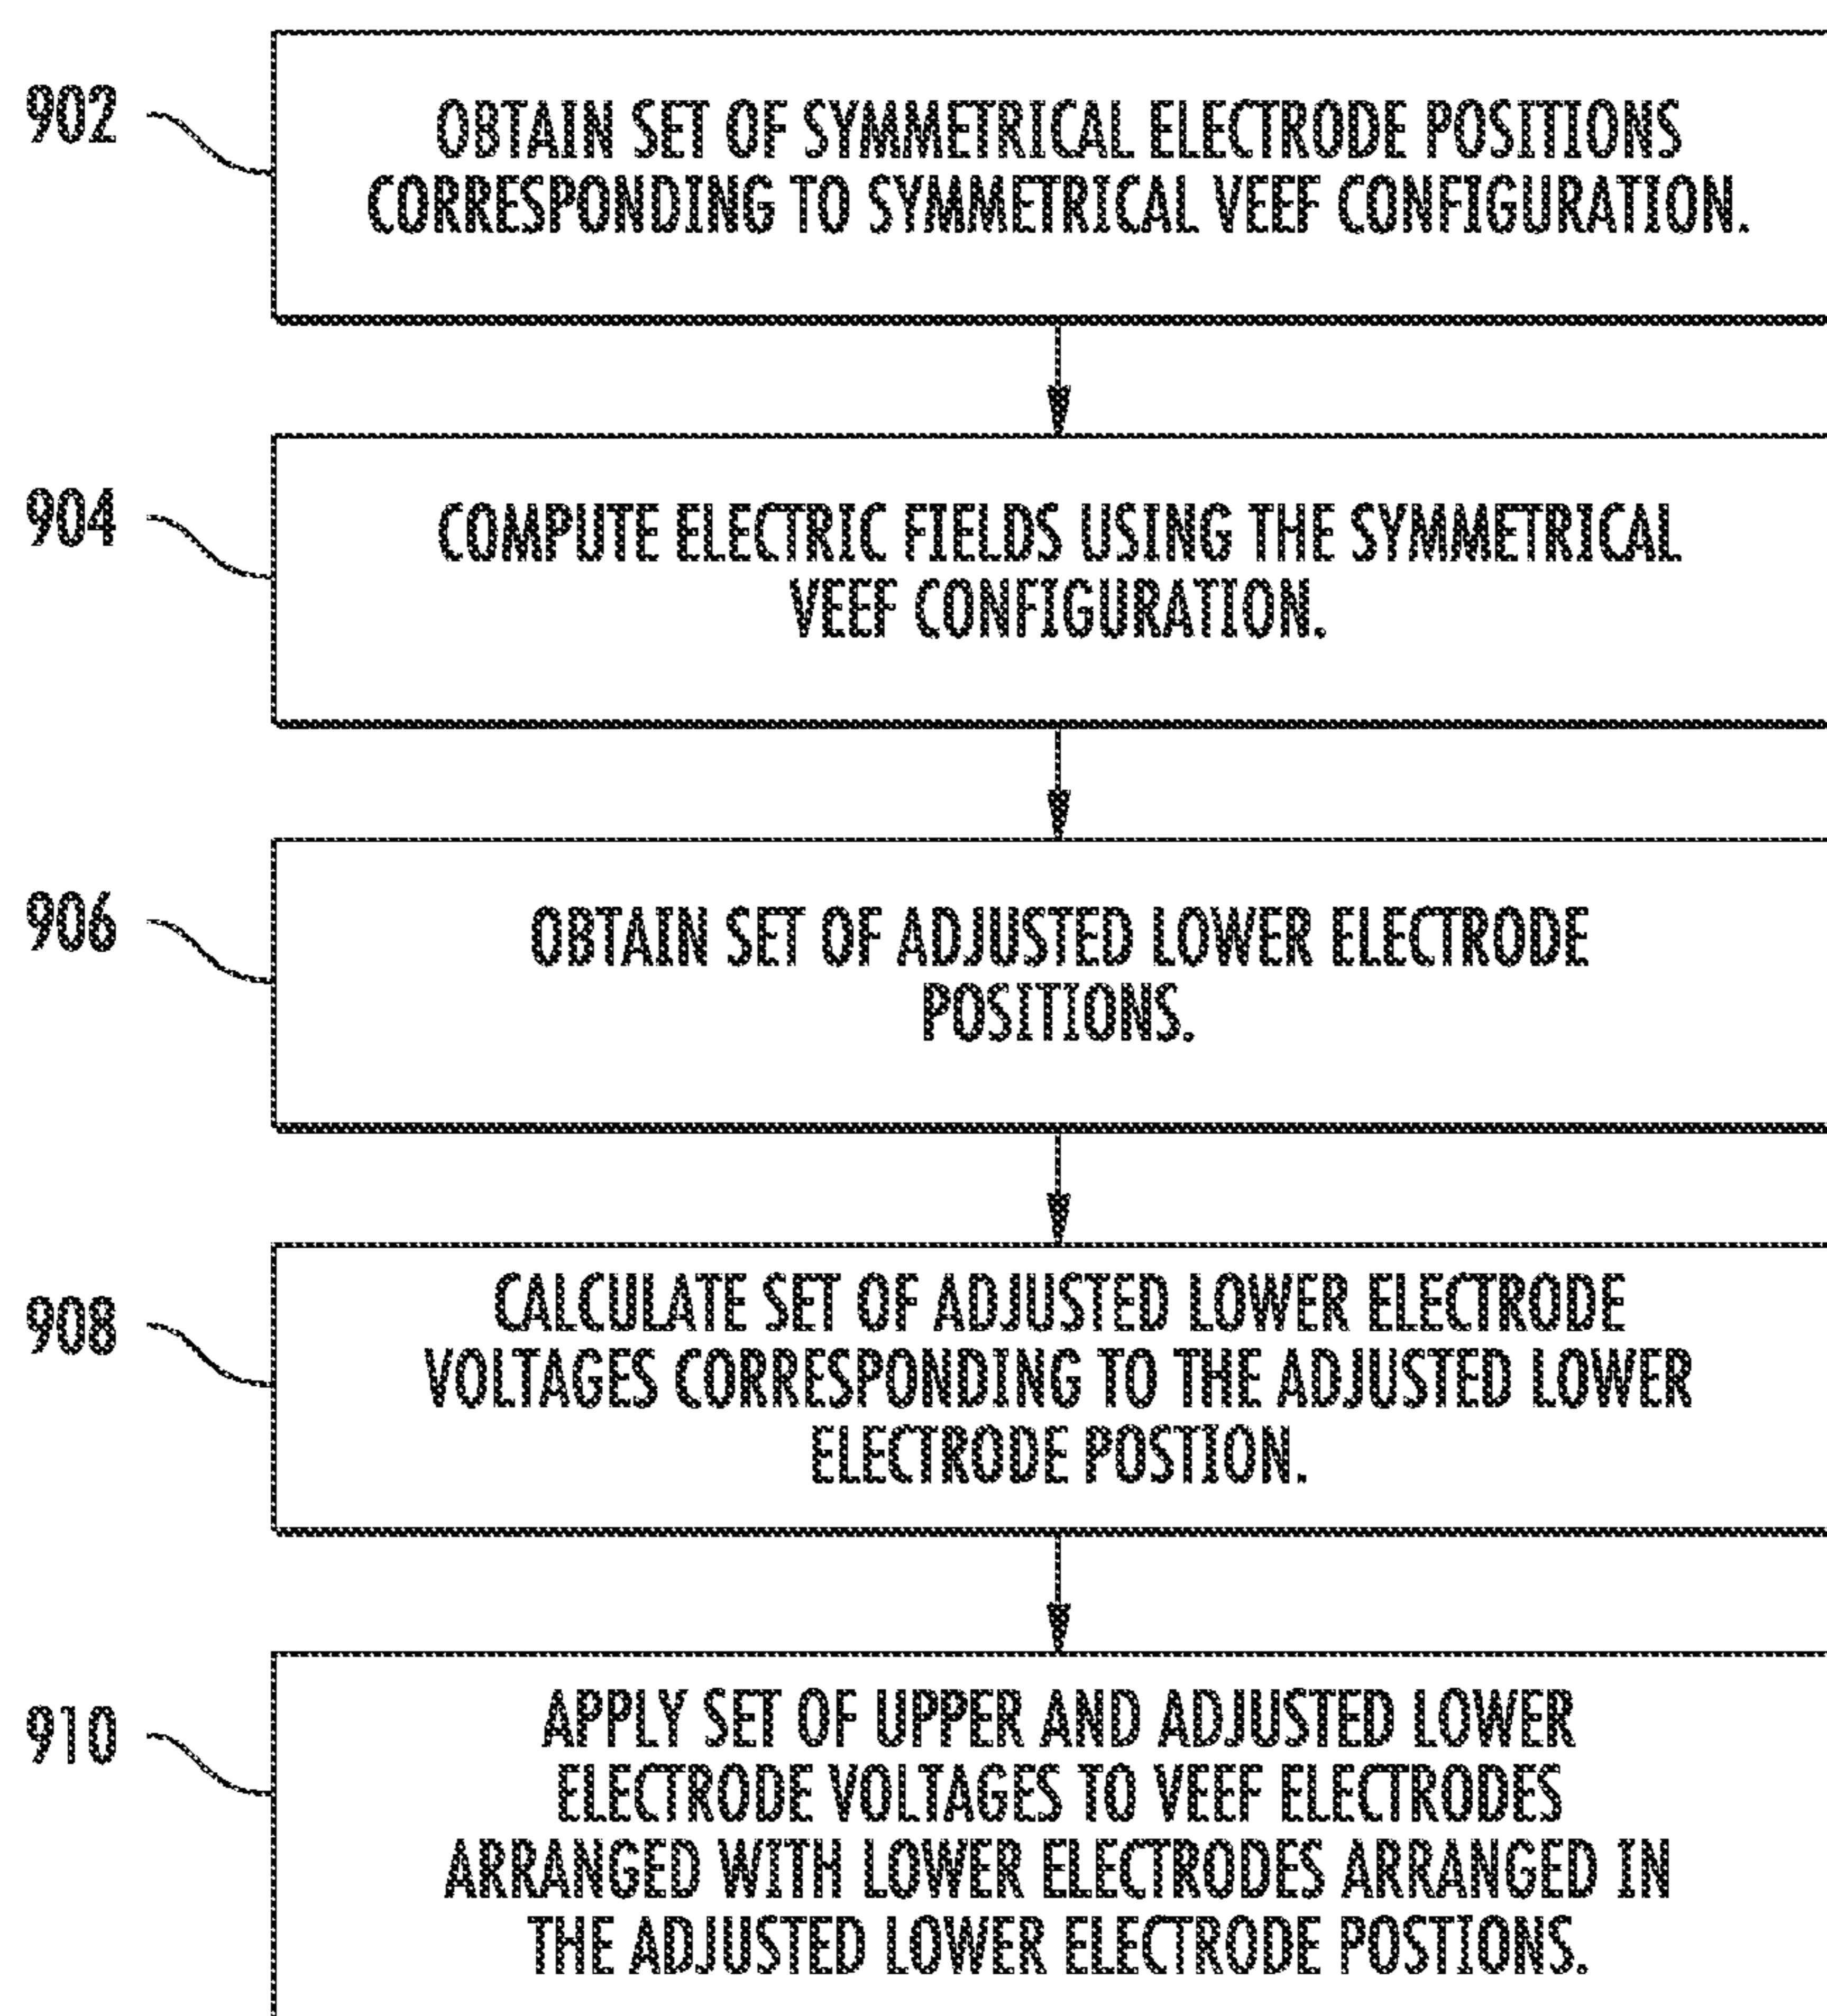 902
OBTAIN SET OF SYMMETRICAL ELECTRODE POSITIONS
CORRESPONDING TO SYMMETRICAL VEEF CONFIGURATION.
904
COMPUTE ELECTRIC FIELDS USING THE SYMMETRICAL
VEEF CONFIGURATION.
906
OBTAIN SET OF ADJUSTED LOWER ELECTRODE
POSITIONS.
908
CALCULATE SET OF ADJUSTED LOWER ELECTRODE
VOLTAGES CORRESPONDING TO THE ADJUSTED LOWER
ELECTRODE POSTION.
910
APPLY SET OF UPPER AND ADJUSTED LOWER
ELECTRODE VOLTAGES TO VEEF ELECTRODES
ARRANGED WITH LOWER ELECTRODES ARRANGED IN
THE ADJUSTED LOWER ELECTRODE POSTIONS.